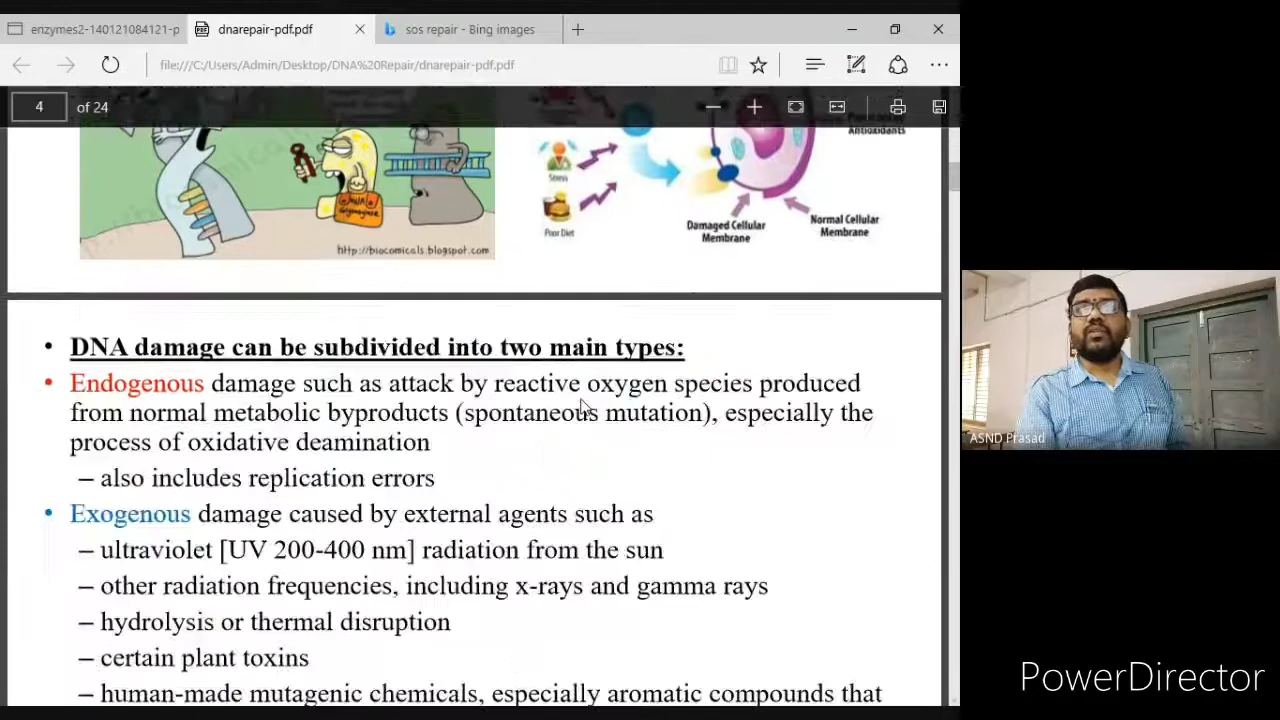 enzymes2-140121084121-p
dnarepair-pdf.pdf
sos repair - Bing images
file:///C:/Users/Admin/Desktop/DNA%20Repair/dnarepair-pdf.pdf
4 of 24
Antioxidants
Stress
Poor Diet
Damaged Cellular
Membrane
Normal Cellular
Membrane
http://biocomicals.blogspot.com
• DNA damage can be subdivided into two main types:
• Endogenous damage such as attack by reactive oxygen species produced
from normal metabolic byproducts (spontaneous mutation), especially the
process of oxidative deamination
– also includes replication errors
• Exogenous damage caused by external agents such as
– ultraviolet [UV 200-400 nm] radiation from the sun
– other radiation frequencies, including x-rays and gamma rays
– hydrolysis or thermal disruption
– certain plant toxins
– human-made mutagenic chemicals, especially aromatic compounds that
ASND Prasad
PowerDirector